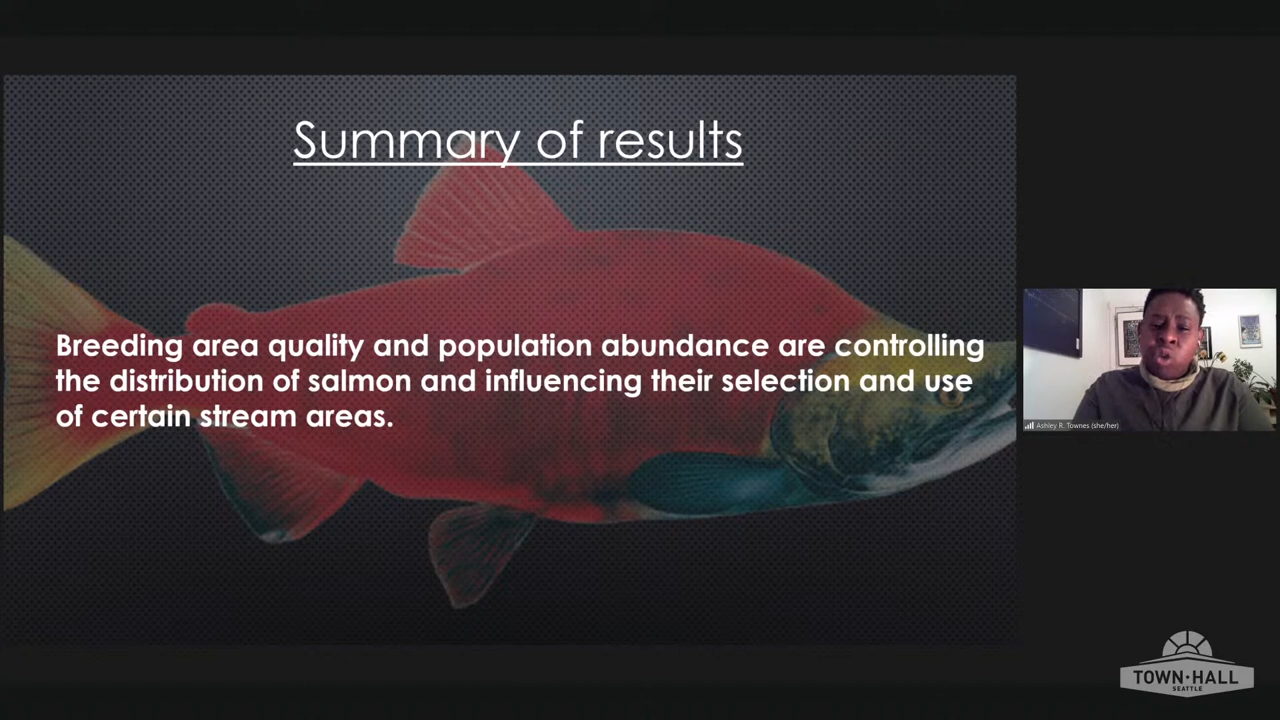 Summary of results
Breeding area quality and population abundance are controlling
the distribution of salmon and influencing their selection and use
of certain stream areas.
Ashley R. Townes (she/her)
TOWN·HALL
SEATTLE